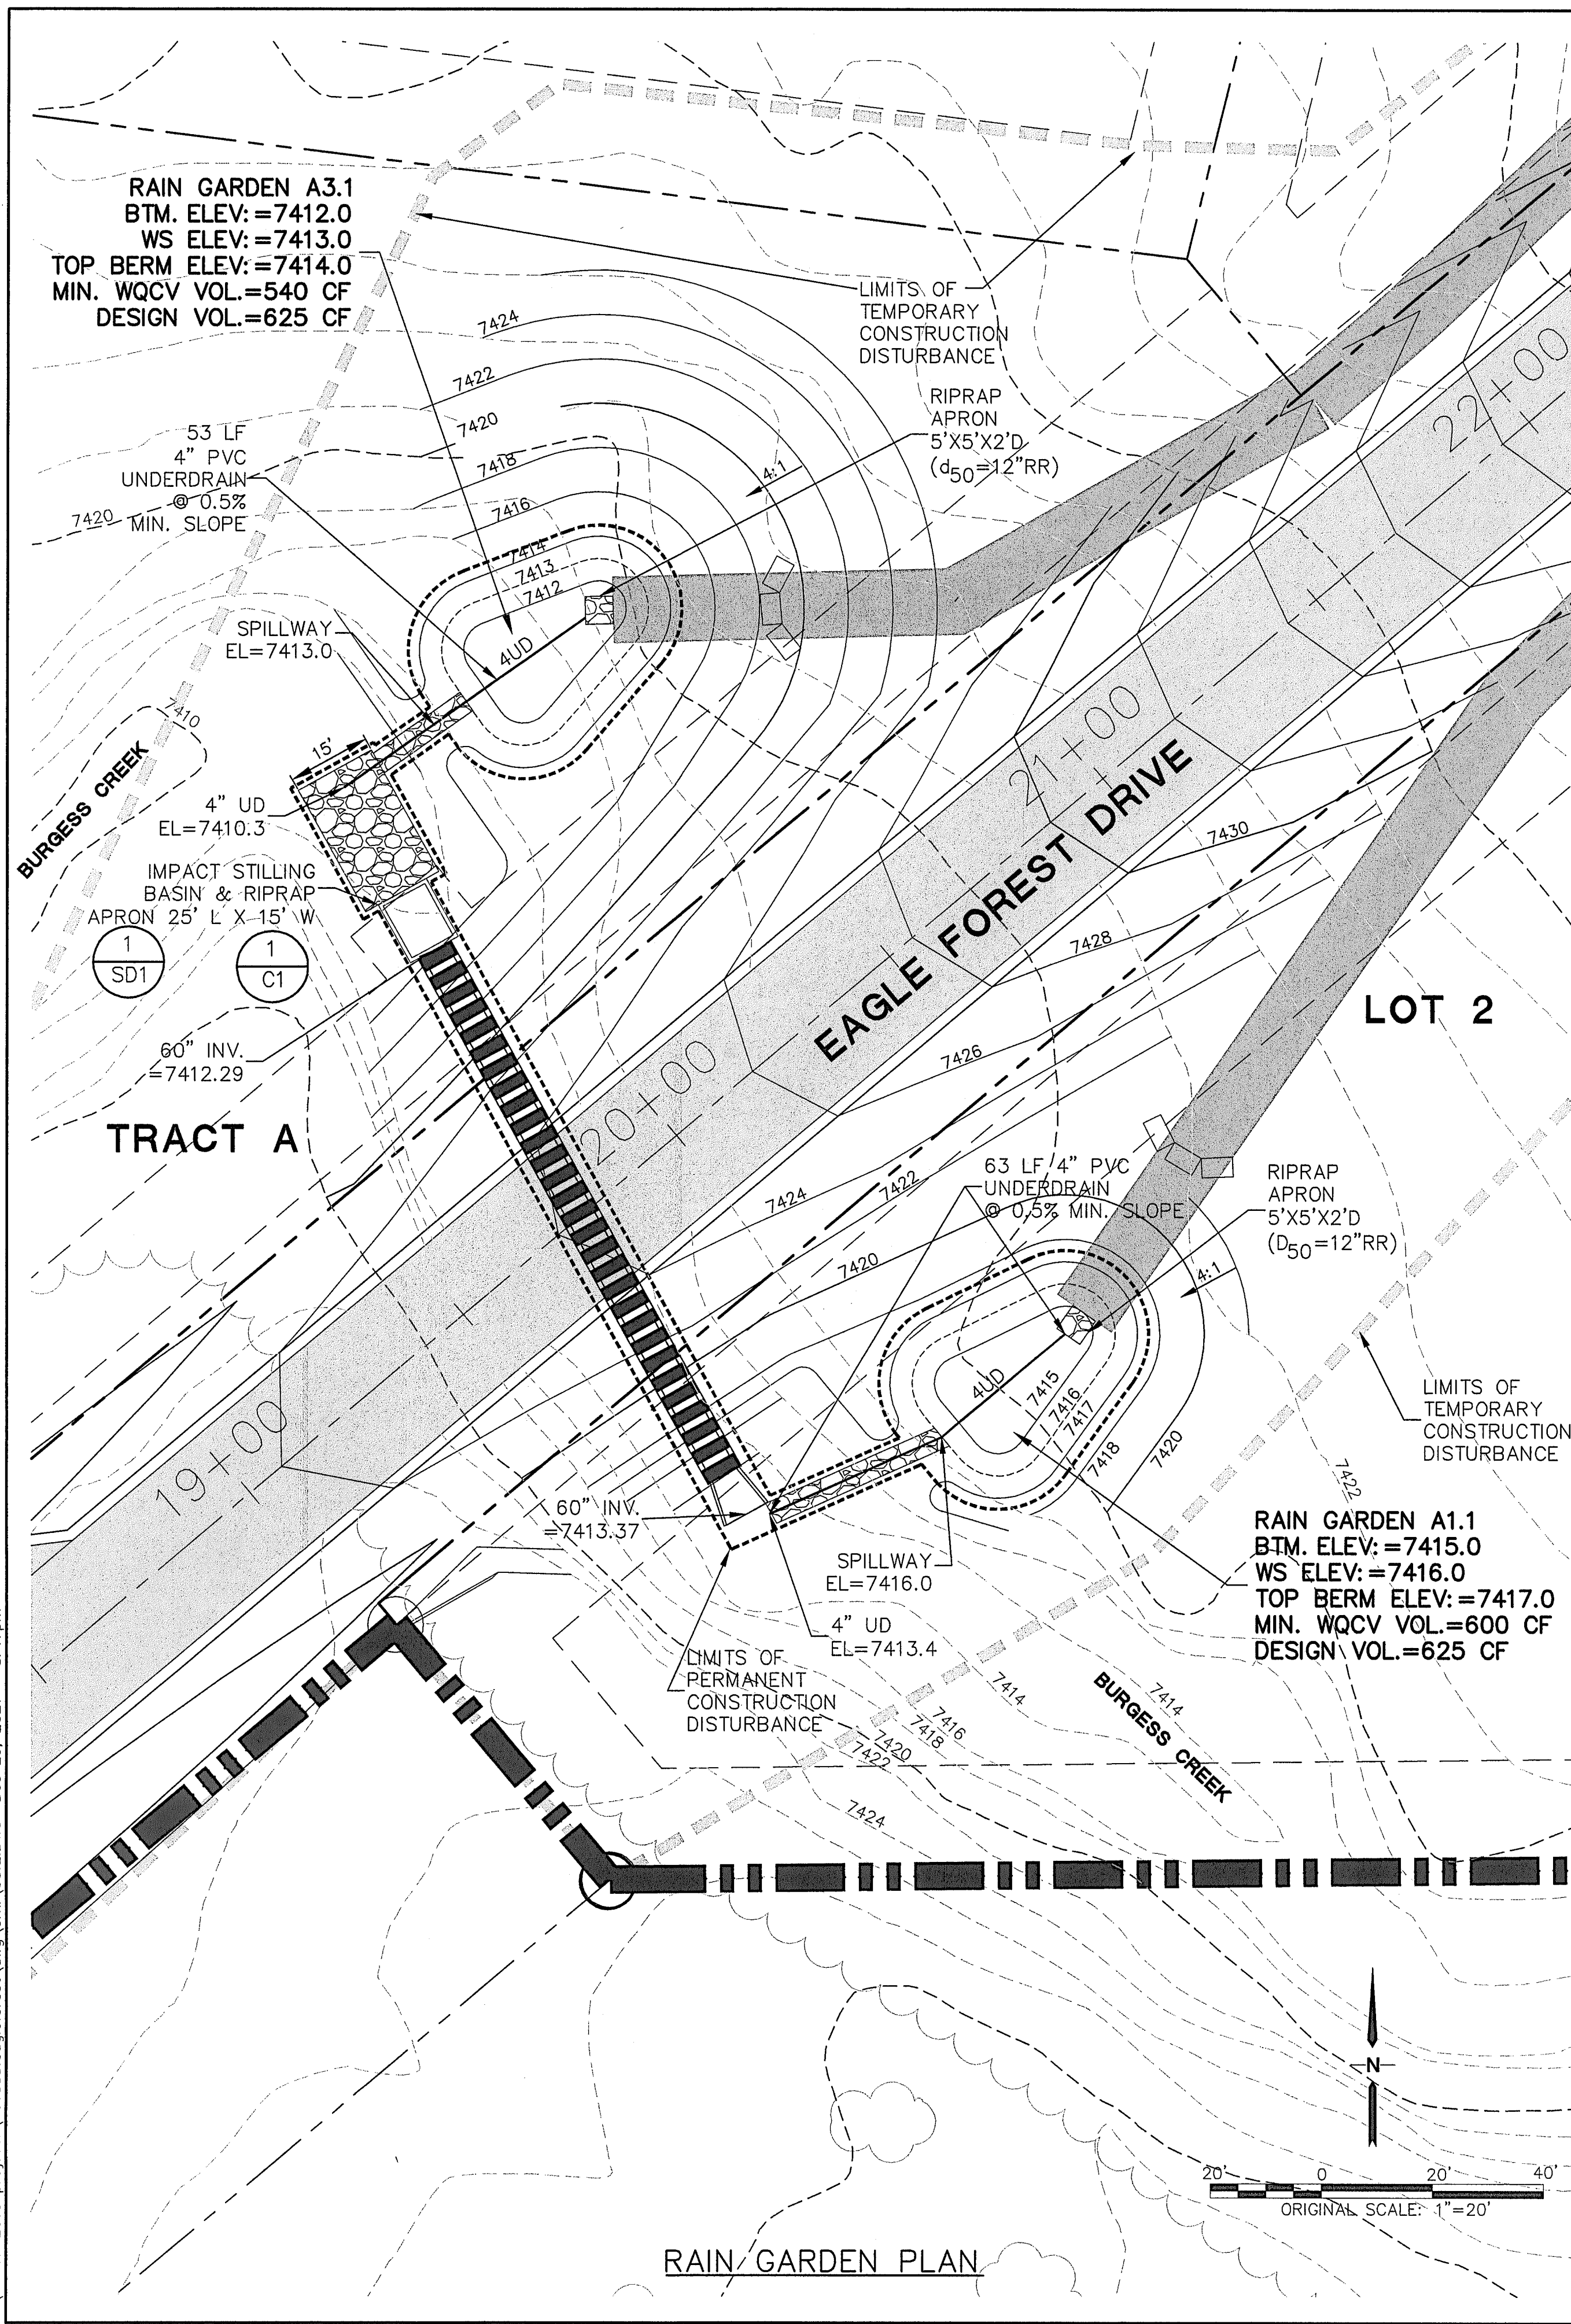 RAIN GARDEN A3.1
BTM. ELEV:=7412.0
WS ELEV:=7413.0
TOP BERM ELEV:=7414.0
MIN. WQCV VOL.=540 CF
DESIGN VOL.=625 CF
LIMITS OF
TEMPORARY
CONSTRUCTION
DISTURBANCE
7424
7422
7420
7418
7416
7414
7413
7412
RIPRAP
APRON
5'X5'X2'D
(d50=12"RR)
4:1
53 LF
4" PVC
UNDERDRAIN
@ 0.5%
MIN. SLOPE
7420
22+00
SPILLWAY
EL=7413.0
4UD
7410
BURGESS CREEK
15'
21+00
4" UD
EL=7410.3
IMPACT STILLING
BASIN & RIPRAP
APRON 25' L X 15' W
1
SD1
1
C1
EAGLE FOREST DRIVE
7430
7428
7426
LOT 2
60" INV.
=7412.29
20+00
TRACT A
63 LF 4" PVC
UNDERDRAIN
@ 0.5% MIN. SLOPE
7424
7422
7420
RIPRAP
APRON
5'X5'X2'D
(D50=12"RR)
4:1
4UD
7415
7416
7417
7418
7420
LIMITS OF
TEMPORARY
CONSTRUCTION
DISTURBANCE
7422
19+00
60" INV.
=7413.37
SPILLWAY
EL=7416.0
4" UD
EL=7413.4
RAIN GARDEN A1.1
BTM. ELEV:=7415.0
WS ELEV:=7416.0
TOP BERM ELEV:=7417.0
MIN. WQCV VOL.=600 CF
DESIGN VOL.=625 CF
LIMITS OF
PERMANENT
CONSTRUCTION
DISTURBANCE
7414
7414
BURGESS CREEK
7416
7418
7420
7422
7424
N
20' 0 20' 40'
ORIGINAL SCALE: 1"=20'
RAIN GARDEN PLAN